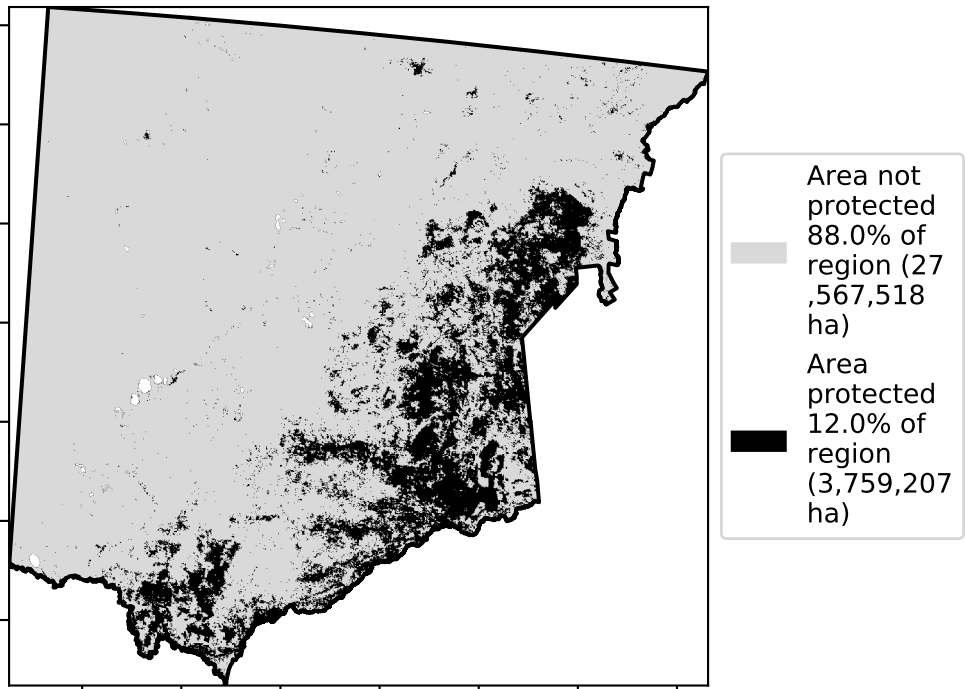 Area not
protected
88.0% of
region (27
,567,518
ha)
Area
protected
12.0% of
region
(3,759,207
ha)